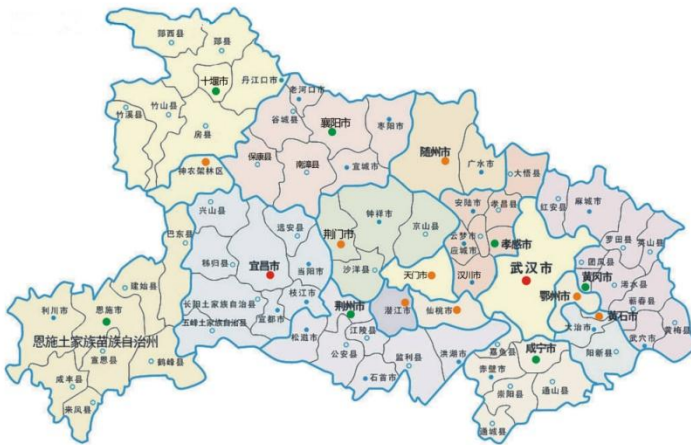 郧西县
郧县
十堰市
丹江口市
竹溪县
竹山县
房县
神农架林区
老河口市
谷城县
襄阳市
枣阳市
保康县
南漳县
宜城市
随州市
广水市
大悟县
安陆市
孝昌县
云梦市
应城市
孝感市
汉川市
红安县
麻城市
罗田县
英山县
团凤县
黄冈市
浠水县
蕲春县
武穴市
黄梅县
武汉市
鄂州市
黄石市
大冶市
阳新县
兴山县
巴东县
秭归县
远安县
宜昌市
当阳市
枝江市
长阳土家族自治县
宜都市
五峰土家族自治县
荆门市
钟祥市
京山县
沙洋县
天门市
潜江市
仙桃市
荆州市
江陵县
松滋市
公安县
石首市
监利县
洪湖市
嘉鱼县
咸宁市
赤壁市
崇阳县
通山县
通城县
利川市
恩施市
建始县
恩施土家族苗族自治州
宣恩县
鹤峰县
咸丰县
来凤县